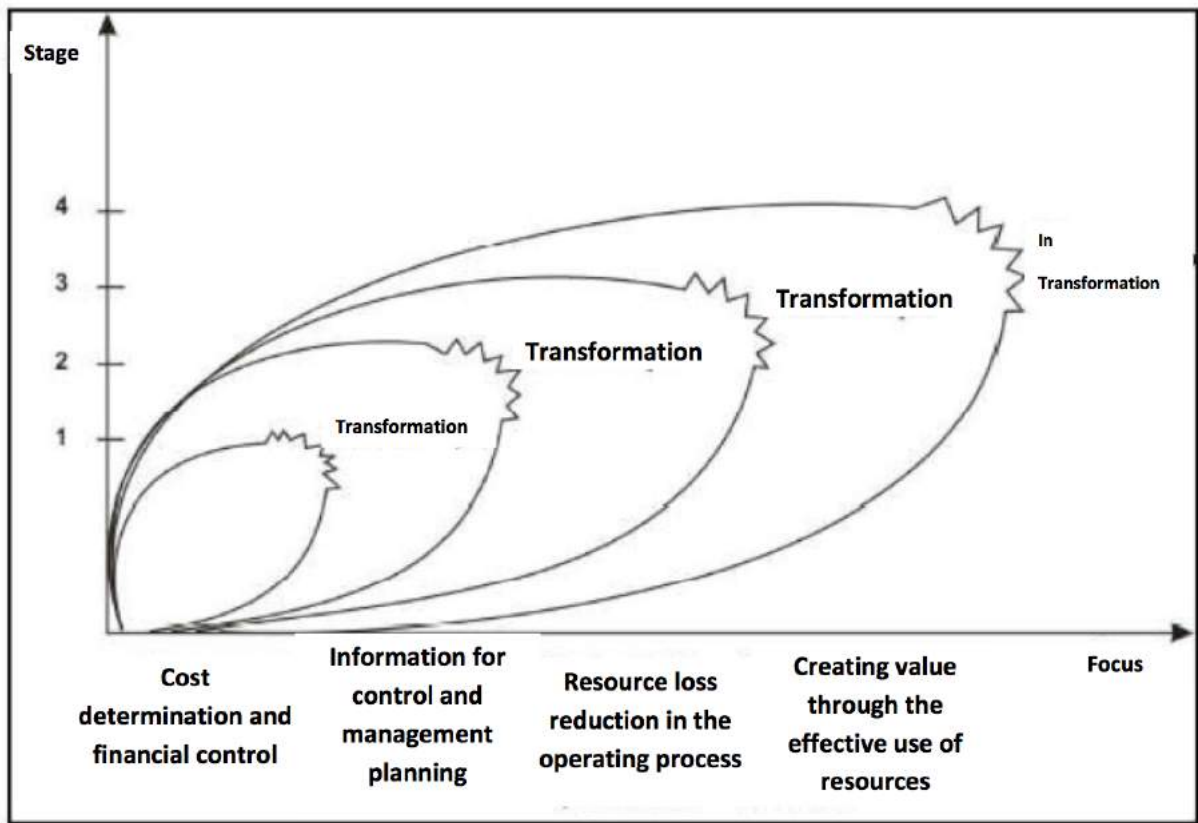 Stage
4
3
2
1
In
Transformation
Transformation
Transformation
Transformation
Cost
determination and
financial control
Information for
control and
management
planning
Resource loss
reduction in the
operating process
Creating value
through the
effective use of
resources
Focus